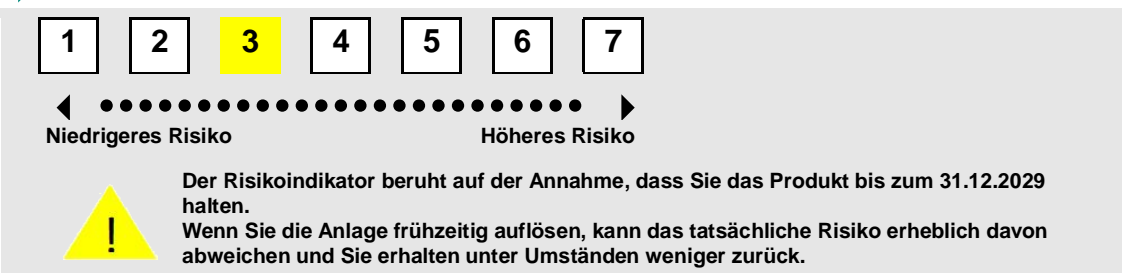 1 2 3 4 5 6 7
Niedrigeres Risiko Höheres Risiko
Der Risikoindikator beruht auf der Annahme, dass Sie das Produkt bis zum 31.12.2029
halten.
Wenn Sie die Anlage frühzeitig auflösen, kann das tatsächliche Risiko erheblich davon
abweichen und Sie erhalten unter Umständen weniger zurück.
!